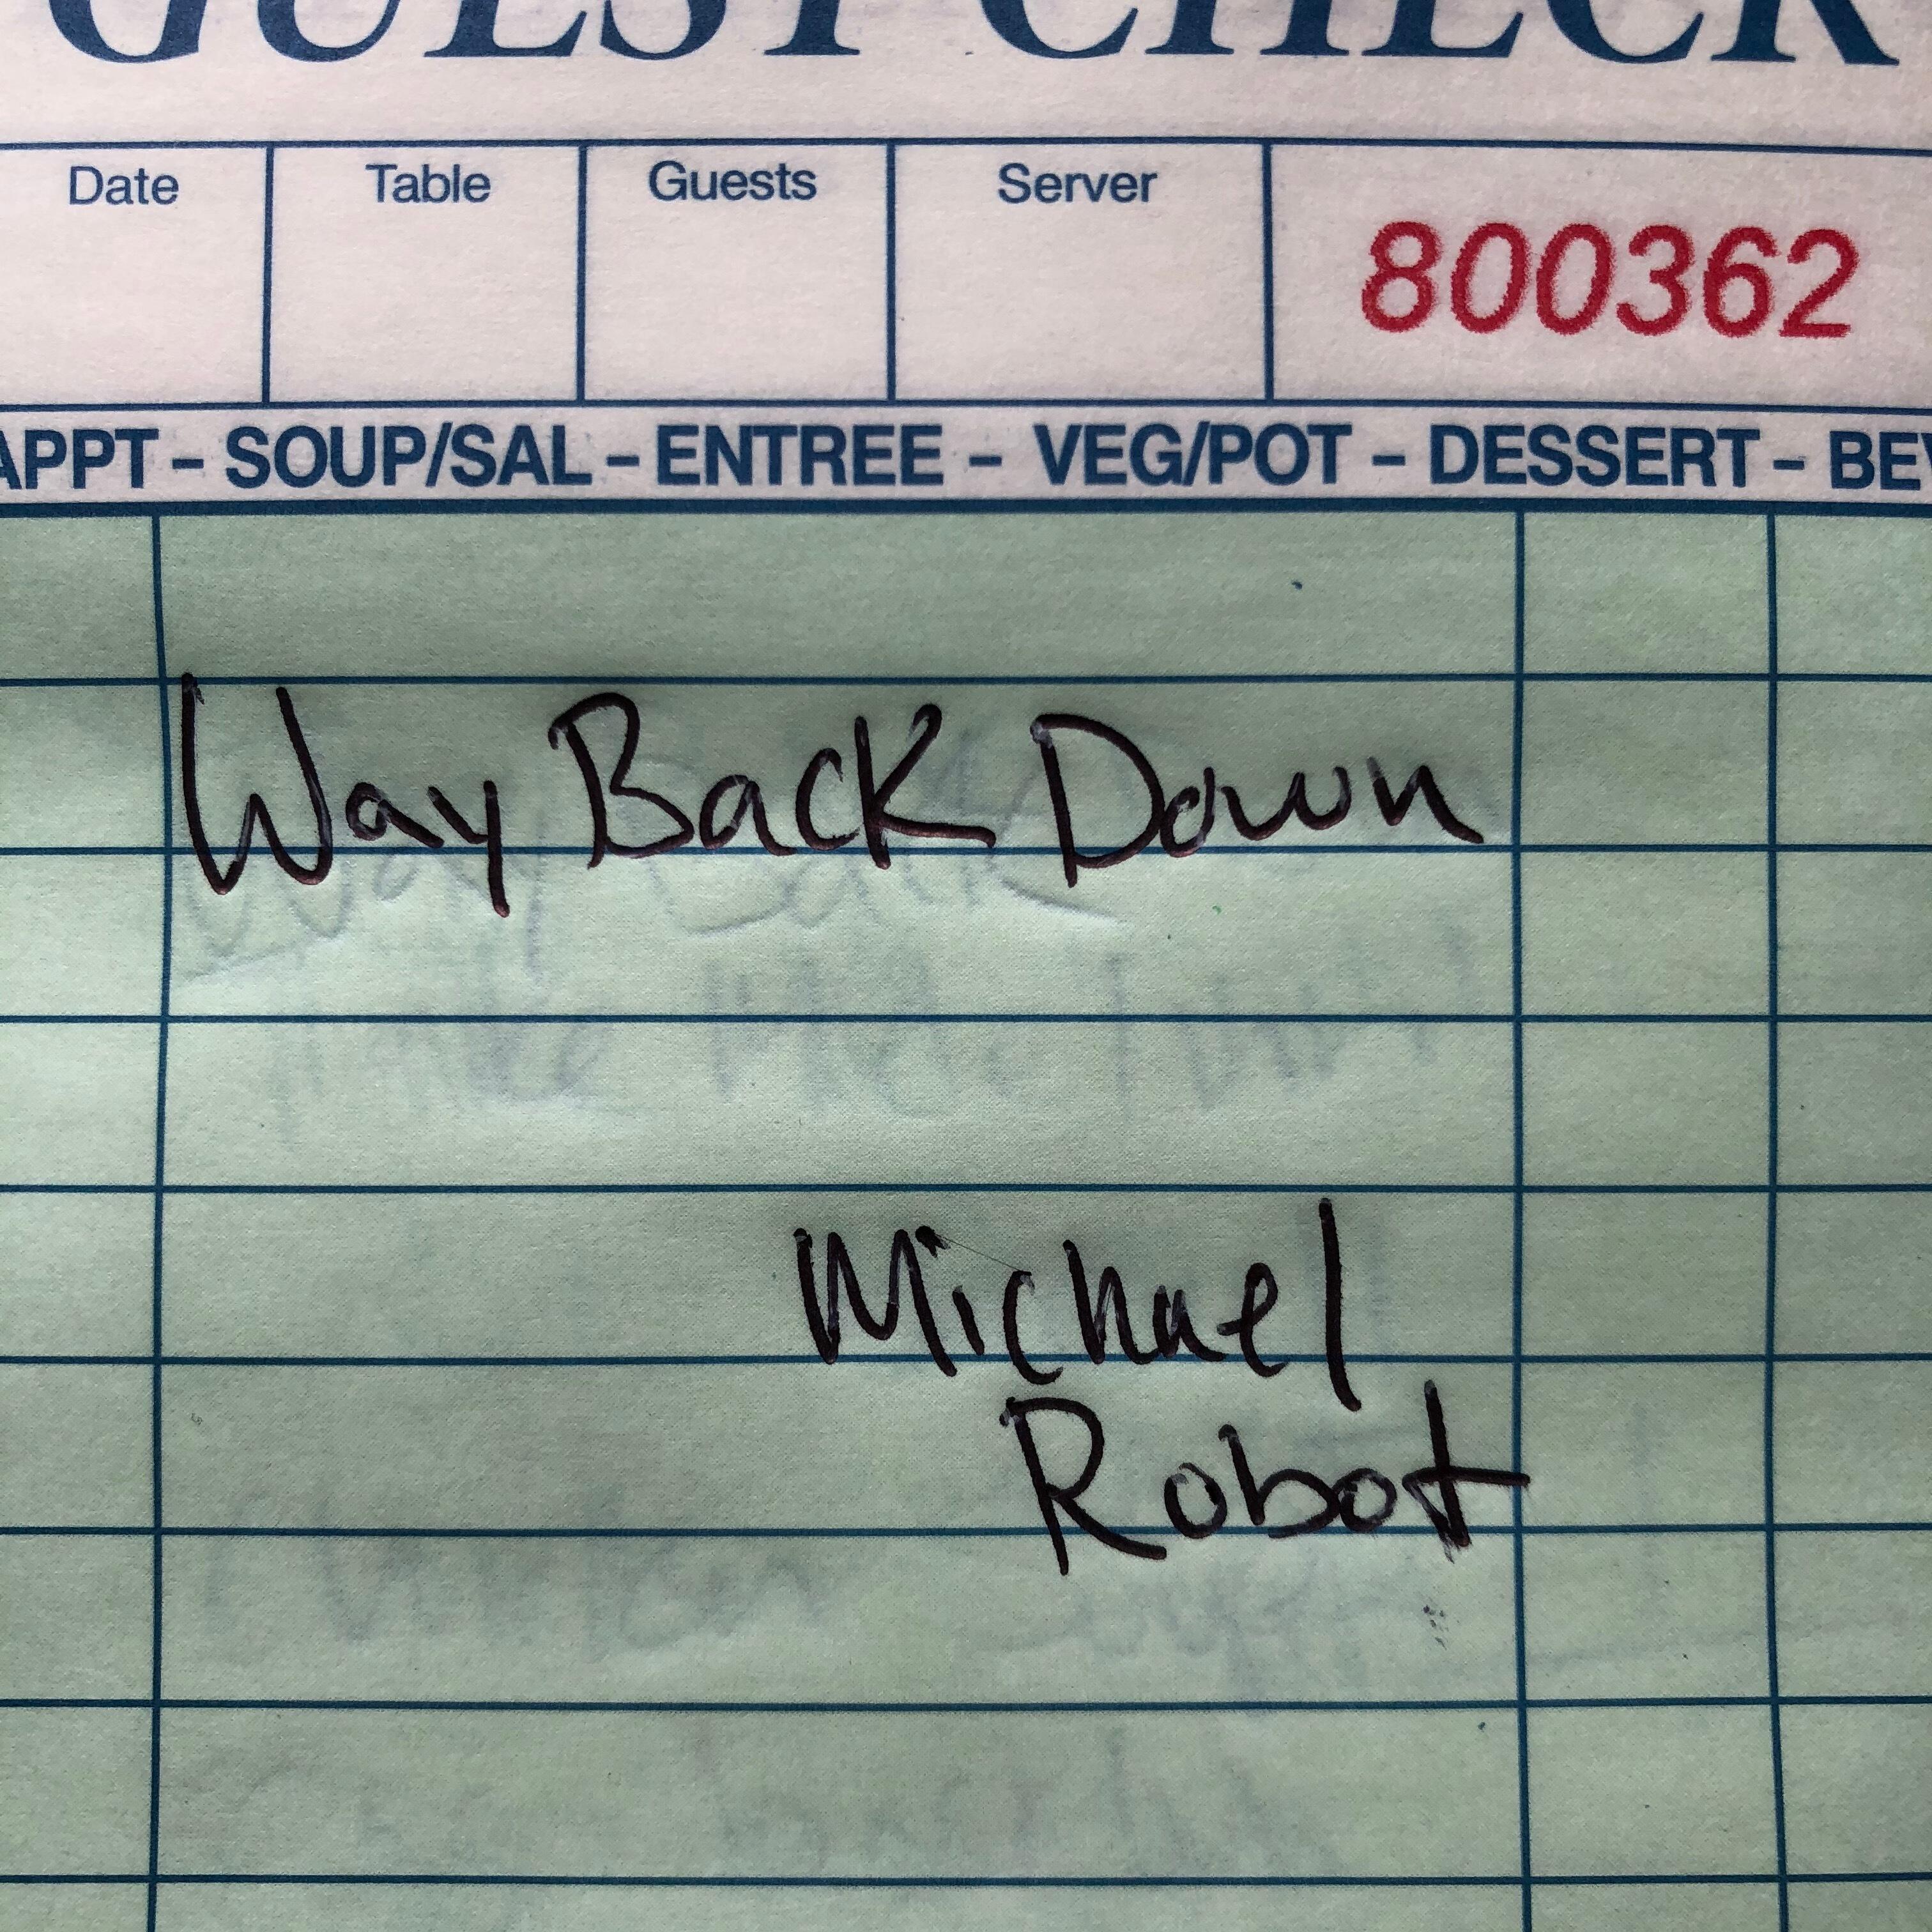 GUEST CHECK
Date Table Guests Server 800362
APPT - SOUP/SAL - ENTREE - VEG/POT - DESSERT - BEV
Way Back Down
Michael
Robot